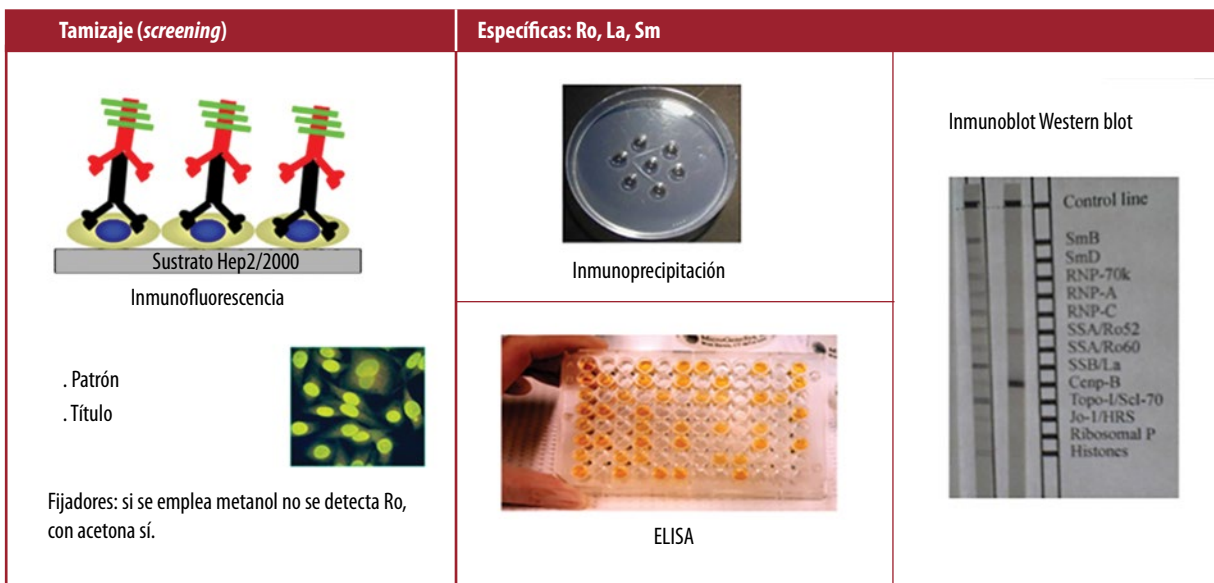 Tamizaje (screening)
Específicas: Ro, La, Sm
Sustrato Hep2/2000
Inmunofluorescencia
. Patrón
. Título
Fijadores: si se emplea metanol no se detecta Ro,
con acetona sí.
Inmunoprecipitación
ELISA
Inmunoblot Western blot
Control line
SmB
SmD
RNP-70k
RNP-A
RNP-C
SSA/Ro52
SSA/Ro60
SSB/La
Cenp-B
Topo-I/Scl-70
Jo-1/HRS
Ribosomal P
Histones